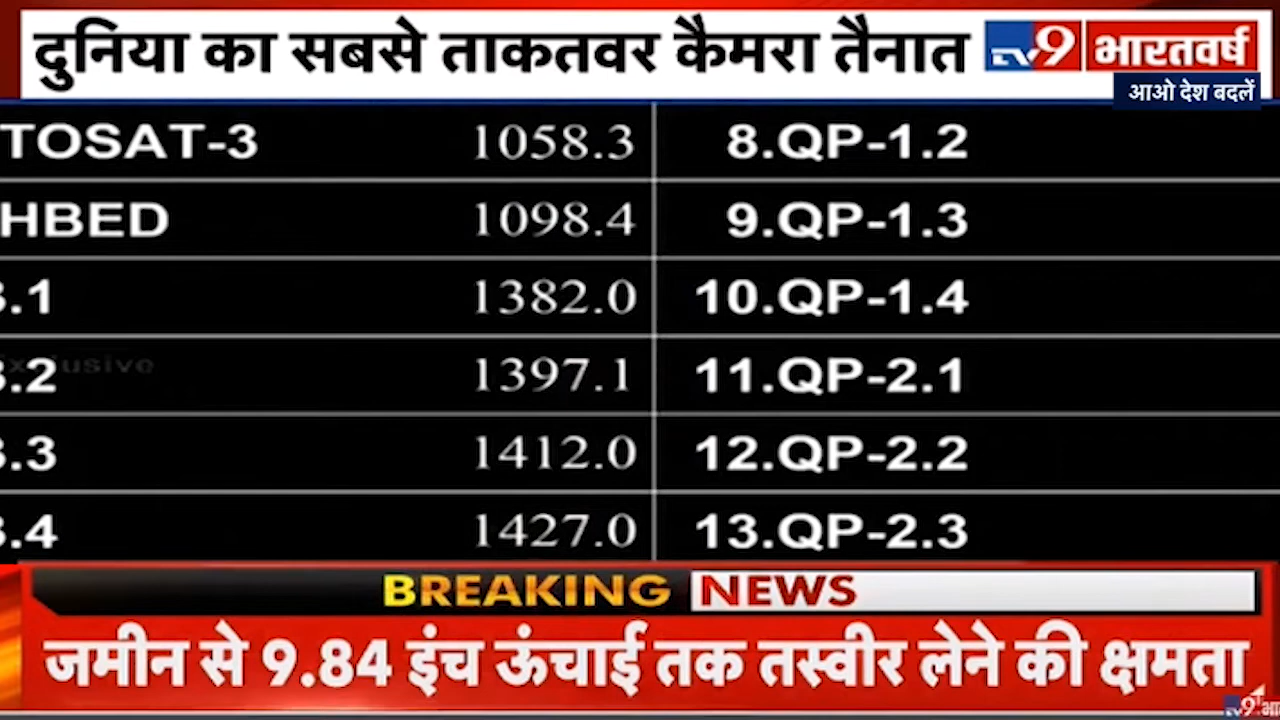 दुनिया का सबसे ताकतवर कैमरा तैनात
TV9 भारतवर्ष
आओ देश बदलें
TOSAT-3 1058.3 8.QP-1.2
HBED 1098.4 9.QP-1.3
.1 1382.0 10.QP-1.4
.2 1397.1 11.QP-2.1
.3 1412.0 12.QP-2.2
.4 1427.0 13.QP-2.3
BREAKING NEWS
जमीन से 9.84 इंच ऊंचाई तक तस्वीर लेने की क्षमता
TV9